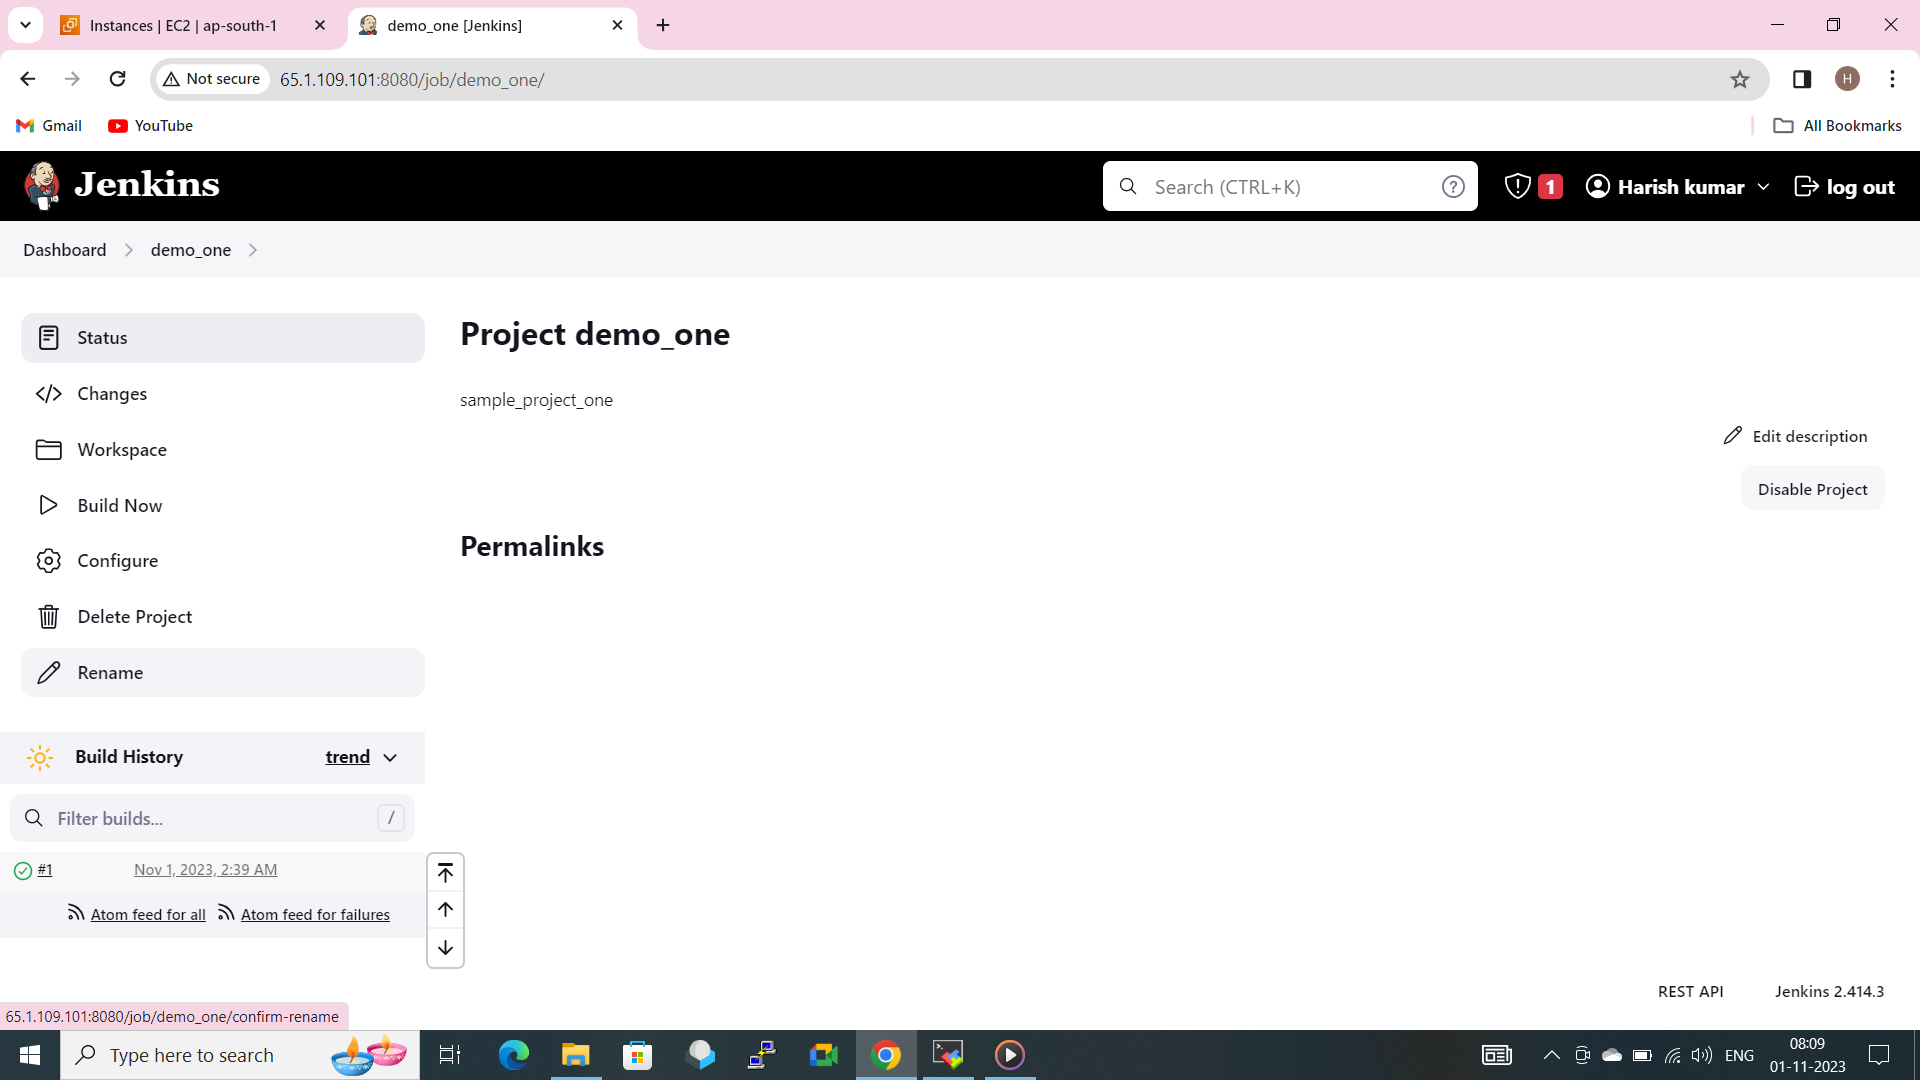 Instances | EC2 | ap-south-1
demo_one [Jenkins]
Not secure
65.1.109.101:8080/job/demo_one/
H
Gmail
YouTube
All Bookmarks
Jenkins
Search (CTRL+K)
?
1
Harish kumar
log out
Dashboard
demo_one
Status
Changes
Workspace
Build Now
Configure
Delete Project
Rename
Project demo_one
sample_project_one
Edit description
Disable Project
Permalinks
Build History
trend
Filter builds...
/
#1
Nov 1, 2023, 2:39 AM
Atom feed for all
Atom feed for failures
REST API
Jenkins 2.414.3
65.1.109.101:8080/job/demo_one/confirm-rename
Type here to search
ENG
08:09
01-11-2023